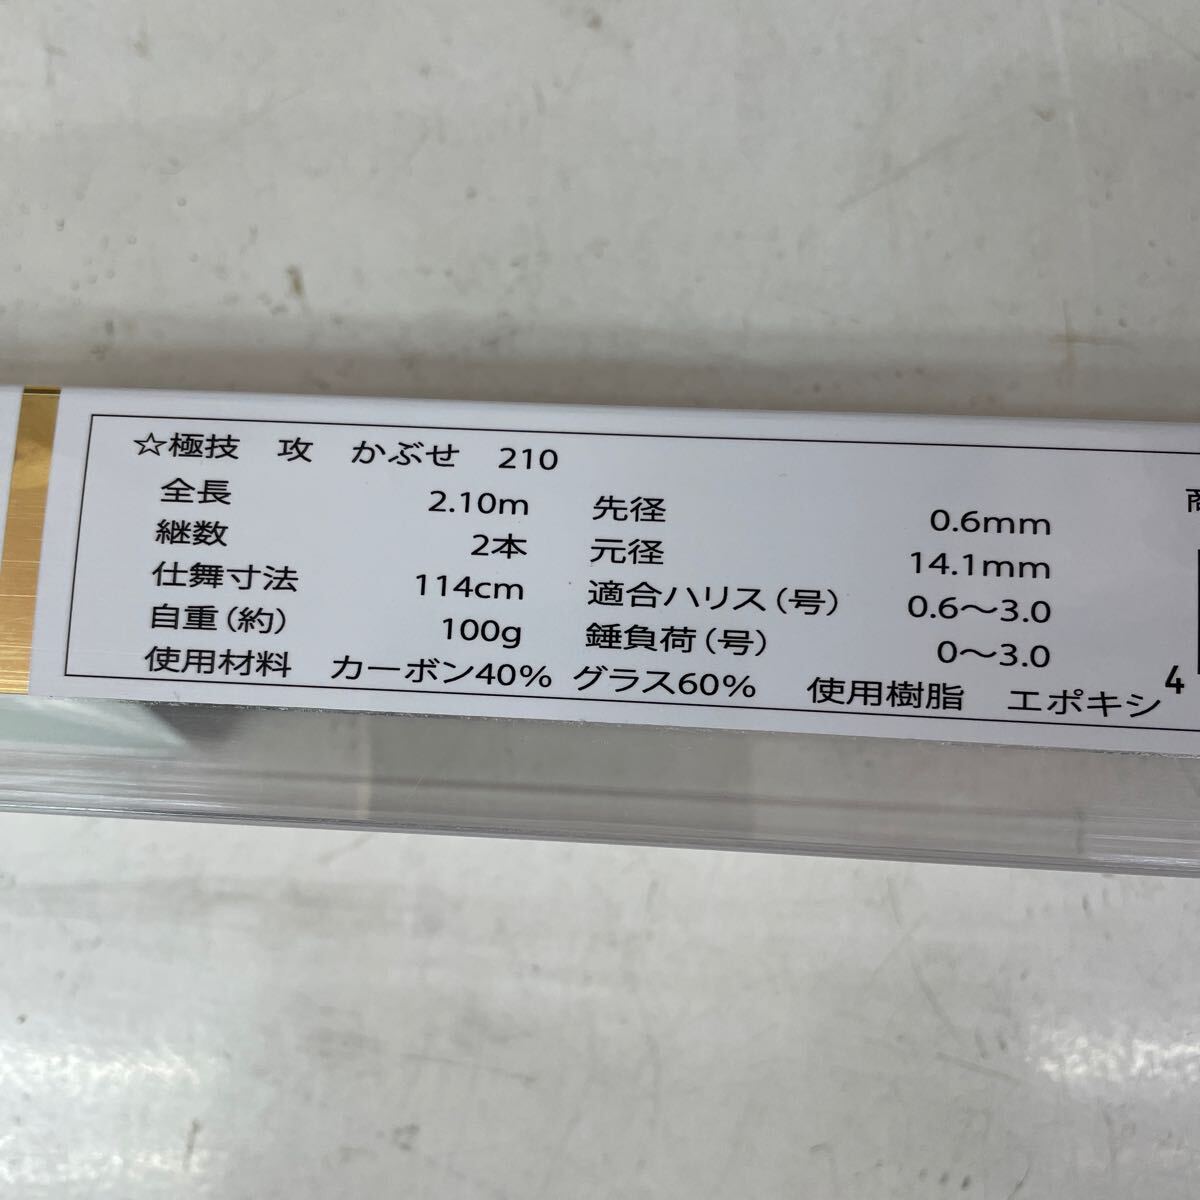 ☆極技 攻 かぶせ 210
全長 2.10m 先径 0.6mm
継数 2本 元径 14.1mm
仕舞寸法 114cm 適合ハリス(号) 0.6〜3.0
自重(約) 100g 錘負荷(号) 0〜3.0
使用材料 カーボン40% グラス60% 使用樹脂 エポキシ
商
4